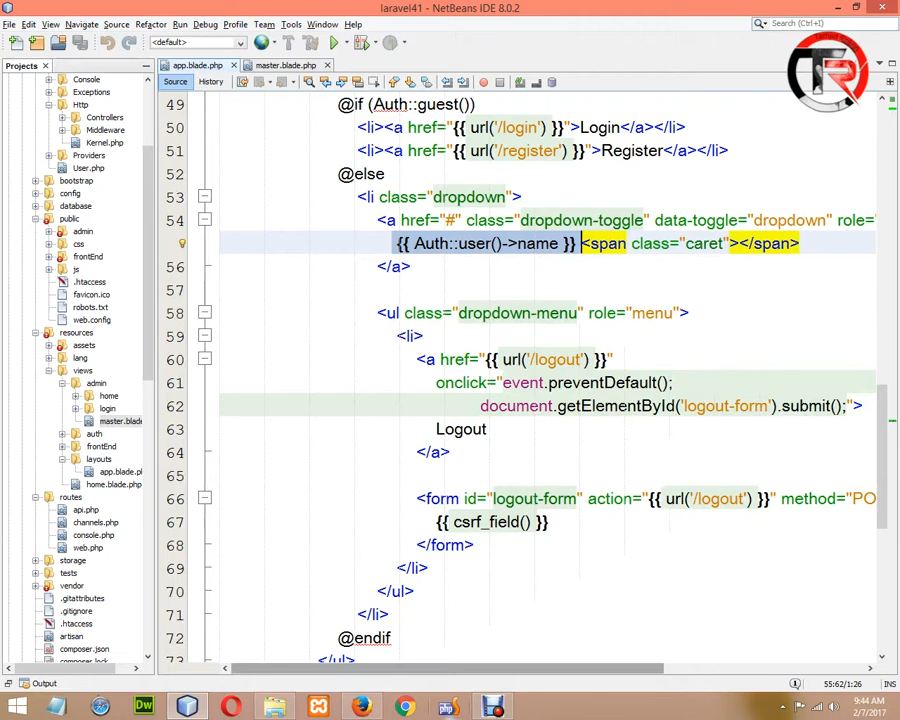 laravel41 - NetBeans IDE 8.0.2
File Edit View Navigate Source Refactor Run Debug Profile Team Tools Window Help
Search (Ctrl+I)
<default>
TR
Projects
app.blade.php
master.blade.php
Source History
Console
Exceptions
Http
Controllers
Middleware
Kernel.php
Providers
User.php
bootstrap
config
database
public
admin
css
frontEnd
js
.htaccess
favicon.ico
robots.txt
web.config
resources
assets
lang
views
admin
home
login
master.blade
auth
frontEnd
layouts
app.blade.pl
home.blade.php
routes
api.php
channels.php
console.php
web.php
storage
tests
vendor
.gitattributes
.gitignore
.htaccess
artisan
composer.json
composer.lock
49 @if (Auth::guest())
50 <li><a href="{{ url('/login') }}">Login</a></li>
51 <li><a href="{{ url('/register') }}">Register</a></li>
52 @else
53 <li class="dropdown">
54 <a href="#" class="dropdown-toggle" data-toggle="dropdown" role="
{{ Auth::user()->name }} <span class="caret"></span>
56 </a>
57
58 <ul class="dropdown-menu" role="menu">
59 <li>
60 <a href="{{ url('/logout') }}"
61 onclick="event.preventDefault();
62 document.getElementById('logout-form').submit();">
63 Logout
64 </a>
65
66 <form id="logout-form" action="{{ url('/logout') }}" method="PO
67 {{ csrf_field() }}
68 </form>
69 </li>
70 </ul>
71 </li>
72 @endif
73 </ul>
Output
55:62/1:26 INS
Dw
php
9:44 AM
2/7/2017